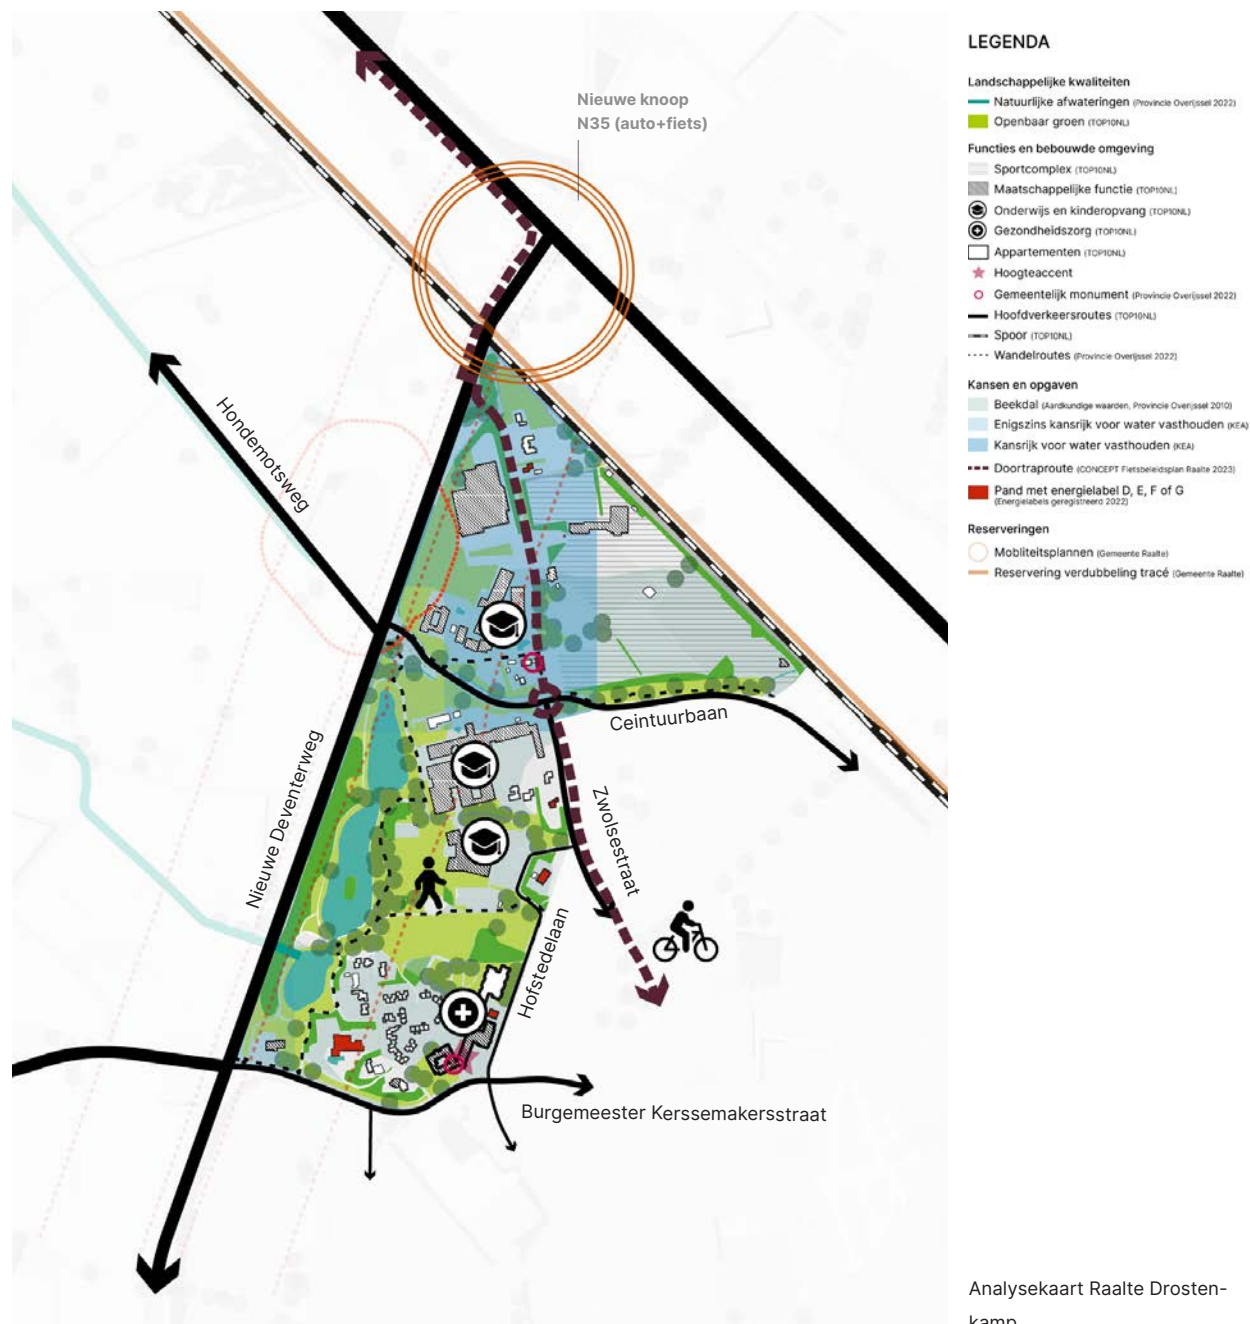 Nieuwe knoop
N35 (auto+fiets)
Hondemotsweg
Nieuwe Deventerweg
Ceintuurbaan
Zwolsestraat
Hofstedelaan
Burgemeester Kerssemakersstraat
LEGENDA
Landschappelijke kwaliteiten
Natuurlijke afwateringen (Provincie Overijssel 2022)
Openbaar groen (TOP10NL)
Functies en bebouwde omgeving
Sportcomplex (TOP10NL)
Maatschappelijke functie (TOP10NL)
Onderwijs en kinderopvang (TOP10NL)
Gezondheidszorg (TOP10NL)
Appartementen (TOP10NL)
Hoogteaccent
Gemeentelijk monument (Provincie Overijssel 2022)
Hoofdverkeersroutes (TOP10NL)
Spoor (TOP10NL)
Wandelroutes (Provincie Overijssel 2022)
Kansen en opgaven
Beekdal (Aardkundige waarden, Provincie Overijssel 2010)
Enigszins kansrijk voor water vasthouden (KEA)
Kansrijk voor water vasthouden (KEA)
Doortraproute (CONCEPT Fietsbeleidsplan Raalte 2023)
Pand met energielabel D, E, F of G
(Energielabels geregistreerd 2022)
Reserveringen
Mobliteitsplannen (Gemeente Raalte)
Reservering verdubbeling tracé (Gemeente Raalte)
Analysekaart Raalte Drosten-
kamp